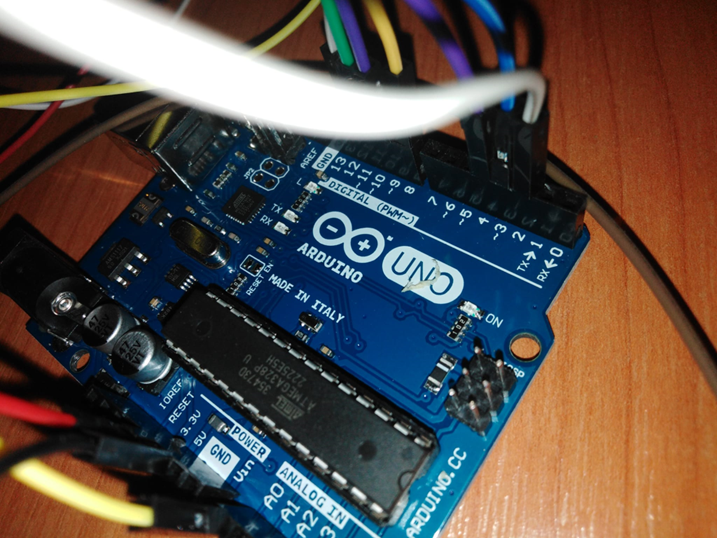 AREF
GND
13
12
~11
~10
~9
8
7
~6
~5
4
~3
2
TX→1
RX←0
DIGITAL (PWM~)
L
TX
RX
ARDUINO
UNO
RESET EN
MADE IN ITALY
ON
ICSP
ATMEL
ATMEGA328P
U
IOREF
RESET
3.3V
5V
GND
Vin
POWER
ANALOG IN
A0
A1
A2
ARDUINO.CC